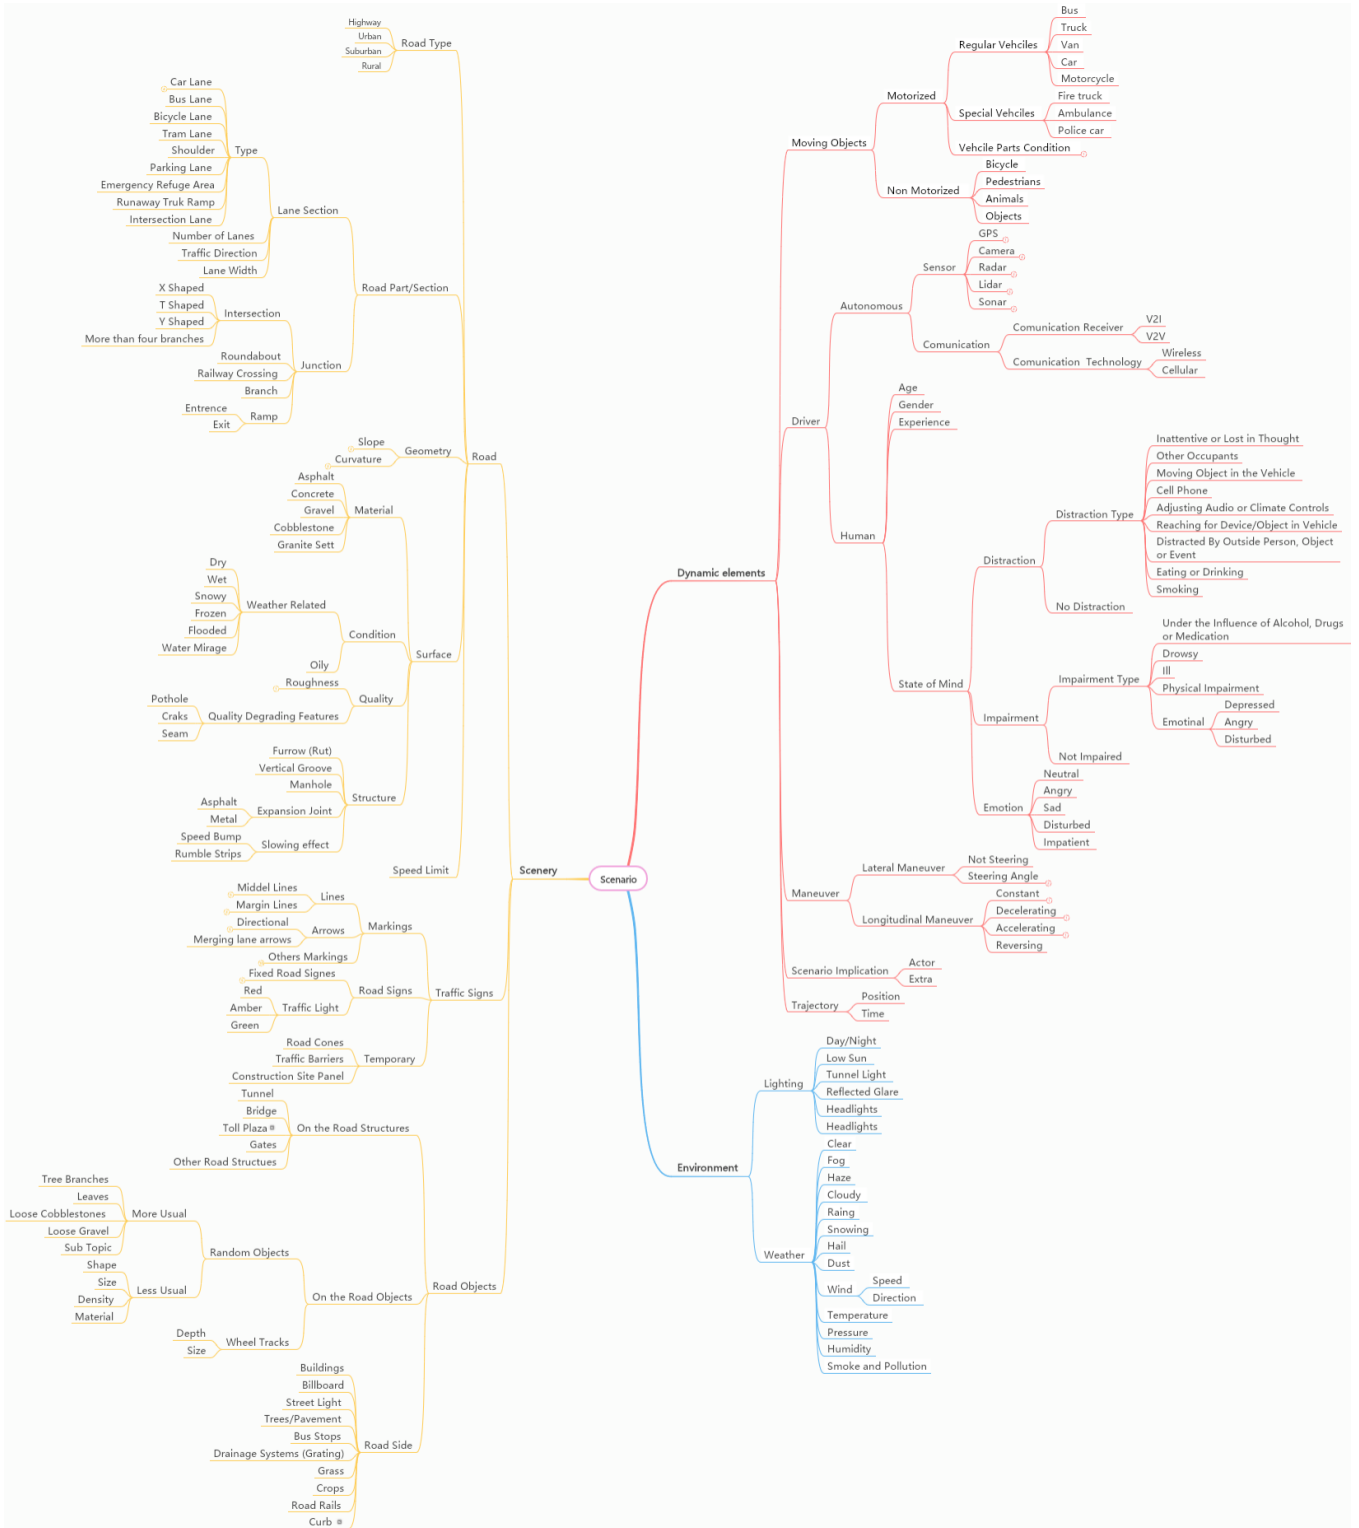 Scenario
Scenery
Road
Road Type
Highway
Urban
Suburban
Rural
Road Part/Section
Lane Section
Type
Car Lane
Bus Lane
Bicycle Lane
Tram Lane
Shoulder
Parking Lane
Emergency Refuge Area
Runaway Truk Ramp
Intersection Lane
Number of Lanes
Traffic Direction
Lane Width
Junction
Intersection
X Shaped
T Shaped
Y Shaped
More than four branches
Roundabout
Railway Crossing
Branch
Ramp
Entrence
Exit
Geometry
Slope
Curvature
Surface
Material
Asphalt
Concrete
Gravel
Cobblestone
Granite Sett
Condition
Weather Related
Dry
Wet
Snowy
Frozen
Flooded
Water Mirage
Oily
Quality
Roughness
Quality Degrading Features
Pothole
Craks
Seam
Structure
Furrow (Rut)
Vertical Groove
Manhole
Expansion Joint
Asphalt
Metal
Slowing effect
Speed Bump
Rumble Strips
Speed Limit
Traffic Signs
Markings
Lines
Middel Lines
Margin Lines
Arrows
Directional
Merging lane arrows
Others Markings
Road Signs
Fixed Road Signes
Traffic Light
Red
Amber
Green
Temporary
Road Cones
Traffic Barriers
Construction Site Panel
Road Objects
On the Road Structures
Tunnel
Bridge
Toll Plaza
Gates
Other Road Structues
On the Road Objects
Random Objects
More Usual
Tree Branches
Leaves
Loose Cobblestones
Loose Gravel
Sub Topic
Less Usual
Shape
Size
Density
Material
Wheel Tracks
Depth
Size
Road Side
Buildings
Billboard
Street Light
Trees/Pavement
Bus Stops
Drainage Systems (Grating)
Grass
Crops
Road Rails
Curb
Dynamic elements
Moving Objects
Motorized
Regular Vehciles
Bus
Truck
Van
Car
Motorcycle
Special Vehciles
Fire truck
Ambulance
Police car
Vehcile Parts Condition
Non Motorized
Bicycle
Pedestrians
Animals
Objects
Driver
Autonomous
Sensor
GPS
Camera
Radar
Lidar
Sonar
Comunication
Comunication Receiver
V2I
V2V
Comunication  Technology
Wireless
Cellular
Human
Age
Gender
Experience
State of Mind
Distraction
Distraction Type
Inattentive or Lost in Thought
Other Occupants
Moving Object in the Vehicle
Cell Phone
Adjusting Audio or Climate Controls
Reaching for Device/Object in Vehicle
Distracted By Outside Person, Object
or Event
Eating or Drinking
Smoking
No Distraction
Impairment
Impairment Type
Under the Influence of Alcohol, Drugs
or Medication
Drowsy
Ill
Physical Impairment
Emotinal
Depressed
Angry
Disturbed
Not Impaired
Emotion
Neutral
Angry
Sad
Disturbed
Impatient
Maneuver
Lateral Maneuver
Not Steering
Steering Angle
Longitudinal Maneuver
Constant
Decelerating
Accelerating
Reversing
Scenario Implication
Actor
Extra
Trajectory
Position
Time
Environment
Lighting
Day/Night
Low Sun
Tunnel Light
Reflected Glare
Headlights
Headlights
Weather
Clear
Fog
Haze
Cloudy
Raing
Snowing
Hail
Dust
Wind
Speed
Direction
Temperature
Pressure
Humidity
Smoke and Pollution